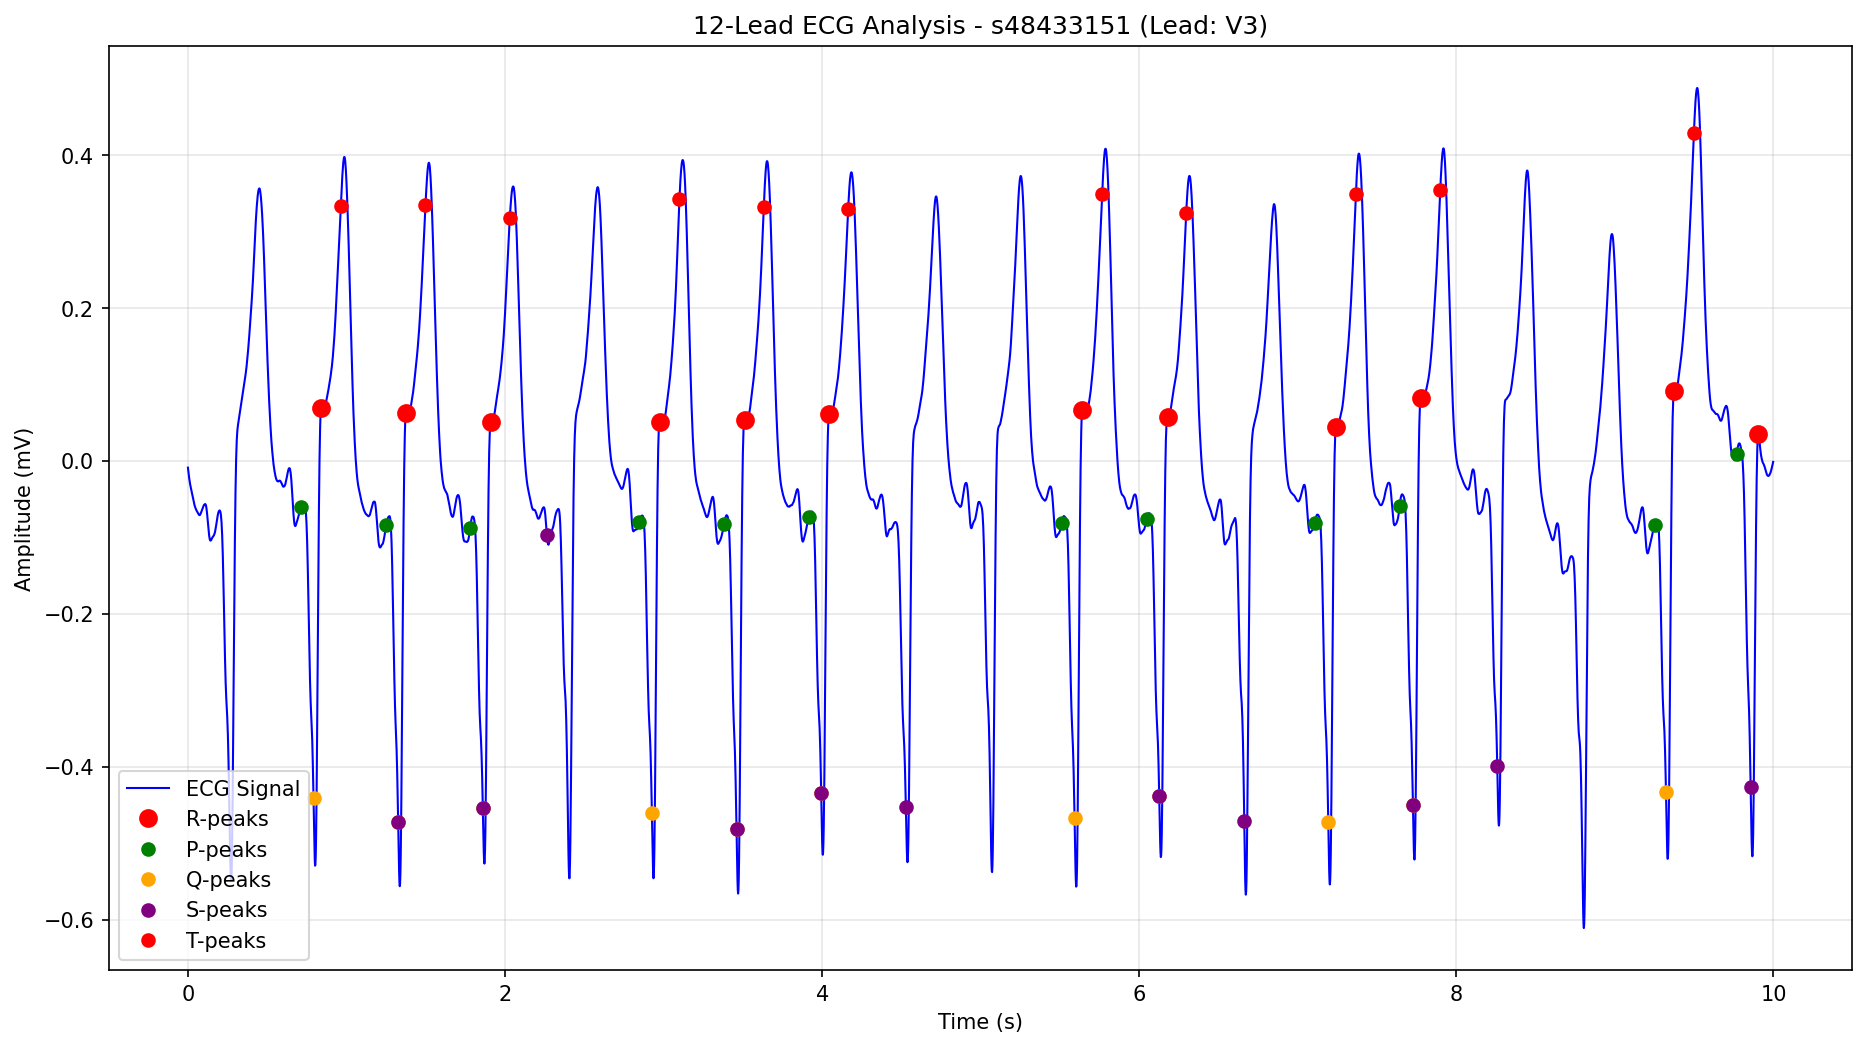 12-Lead ECG Analysis - s48433151 (Lead: V3)
Amplitude (mV)
0.4
0.2
0.0
−0.2
−0.4
−0.6
ECG Signal
R-peaks
P-peaks
Q-peaks
S-peaks
T-peaks
0 2 4 6 8 10
Time (s)